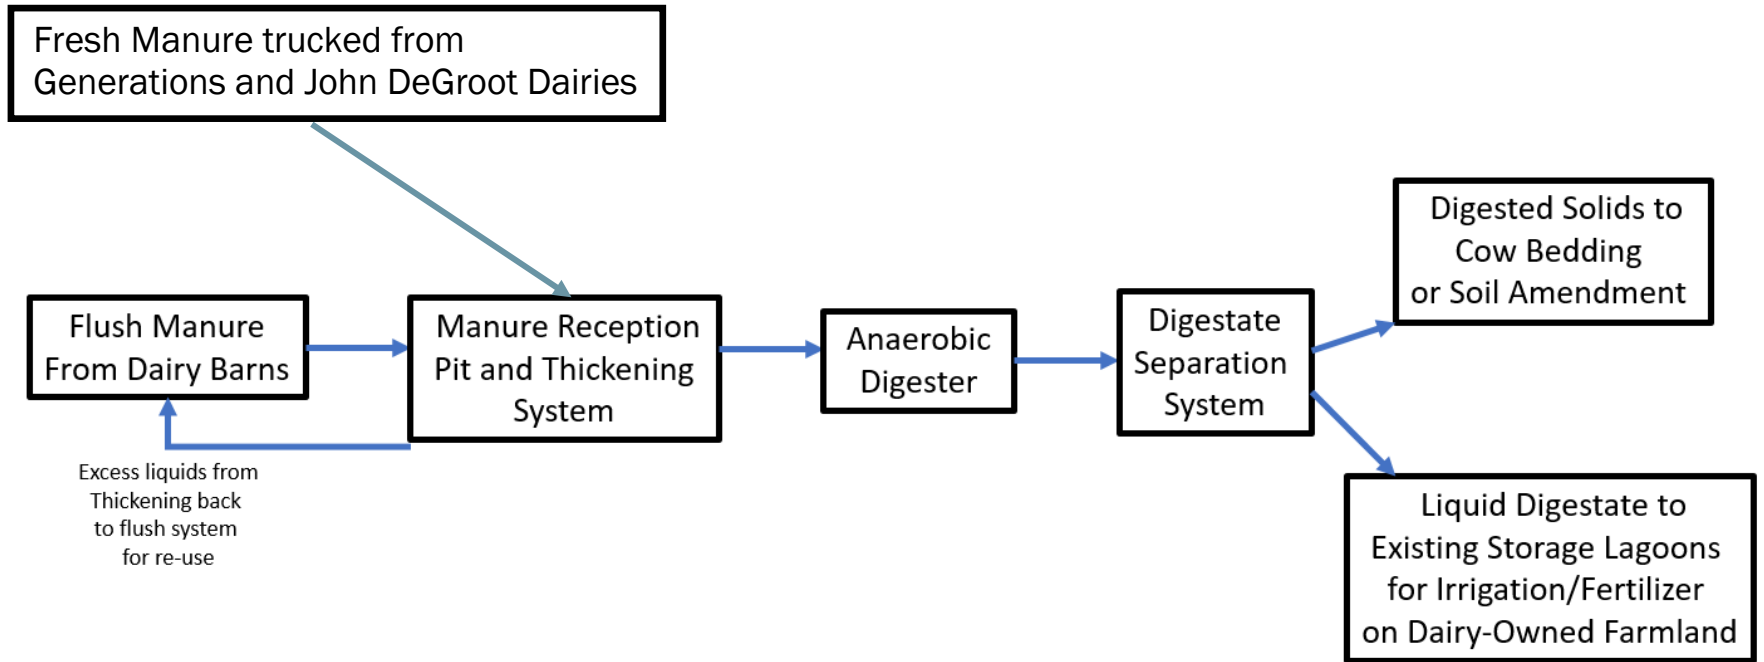 Fresh Manure trucked from
Generations and John DeGroot Dairies
Flush Manure
From Dairy Barns
Excess liquids from
Thickening back
to flush system
for re-use
Manure Reception
Pit and Thickening
System
Anaerobic
Digester
Digestate
Separation
System
Digested Solids to
Cow Bedding
or Soil Amendment
Liquid Digestate to
Existing Storage Lagoons
for Irrigation/Fertilizer
on Dairy-Owned Farmland